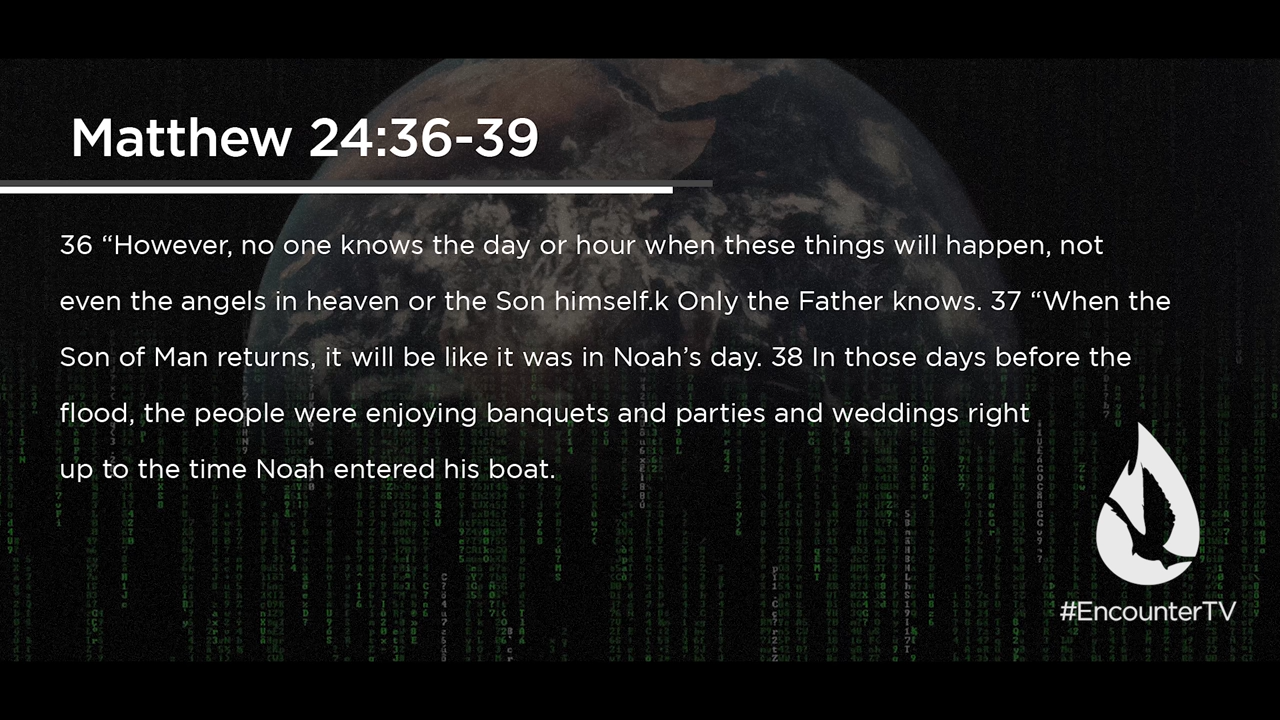 Matthew 24:36-39
36 “However, no one knows the day or hour when these things will happen, not
even the angels in heaven or the Son himself.k Only the Father knows. 37 “When the
Son of Man returns, it will be like it was in Noah’s day. 38 In those days before the
flood, the people were enjoying banquets and parties and weddings right
up to the time Noah entered his boat.
#EncounterTV